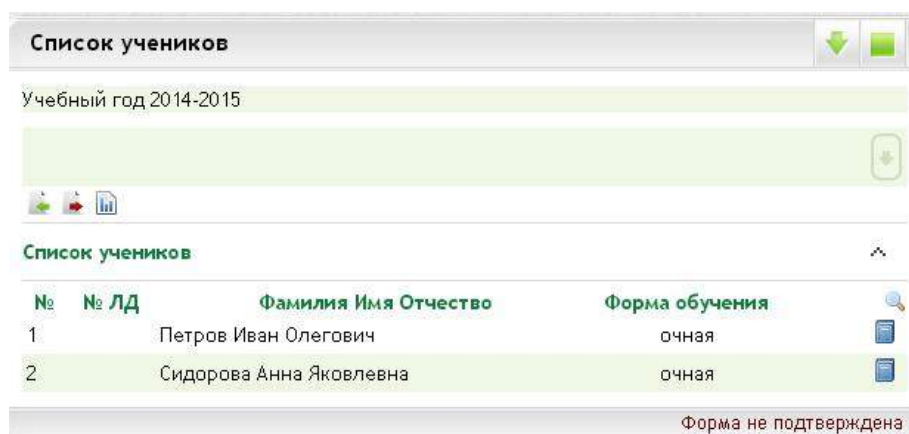 Список учеников
Учебный год 2014-2015
Список учеников
№ № ЛД Фамилия Имя Отчество Форма обучения
1 Петров Иван Олегович очная
2 Сидорова Анна Яковлевна очная
Форма не подтверждена